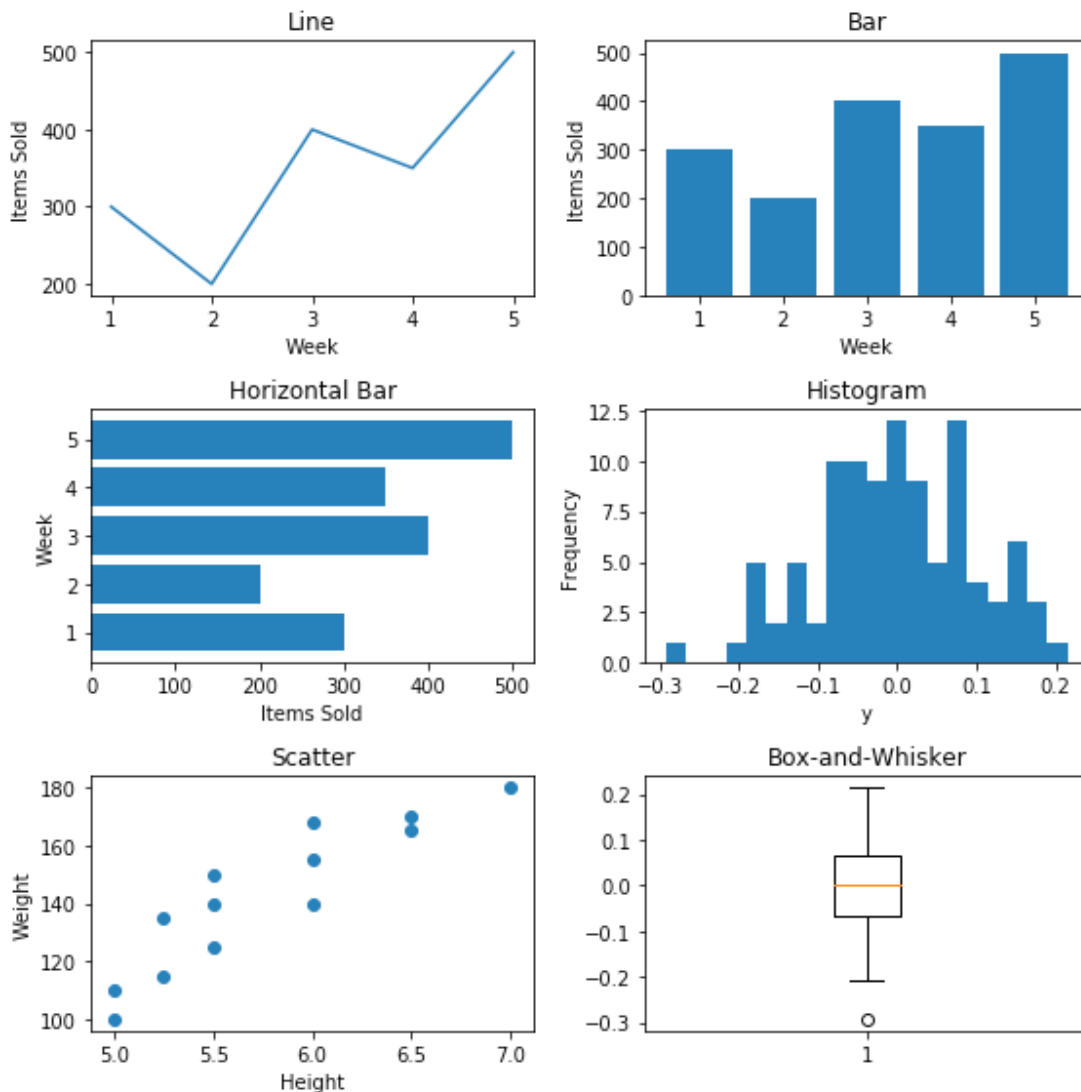 Line
Items Sold
500
400
300
200
1 2 3 4 5
Week
Bar
Items Sold
500
400
300
200
100
0
1 2 3 4 5
Week
Horizontal Bar
Week
5
4
3
2
1
0 100 200 300 400 500
Items Sold
Histogram
Frequency
12.5
10.0
7.5
5.0
2.5
0.0
−0.3 −0.2 −0.1 0.0 0.1 0.2
y
Scatter
Weight
180
160
140
120
100
5.0 5.5 6.0 6.5 7.0
Height
Box-and-Whisker
0.2
0.1
0.0
−0.1
−0.2
−0.3
1